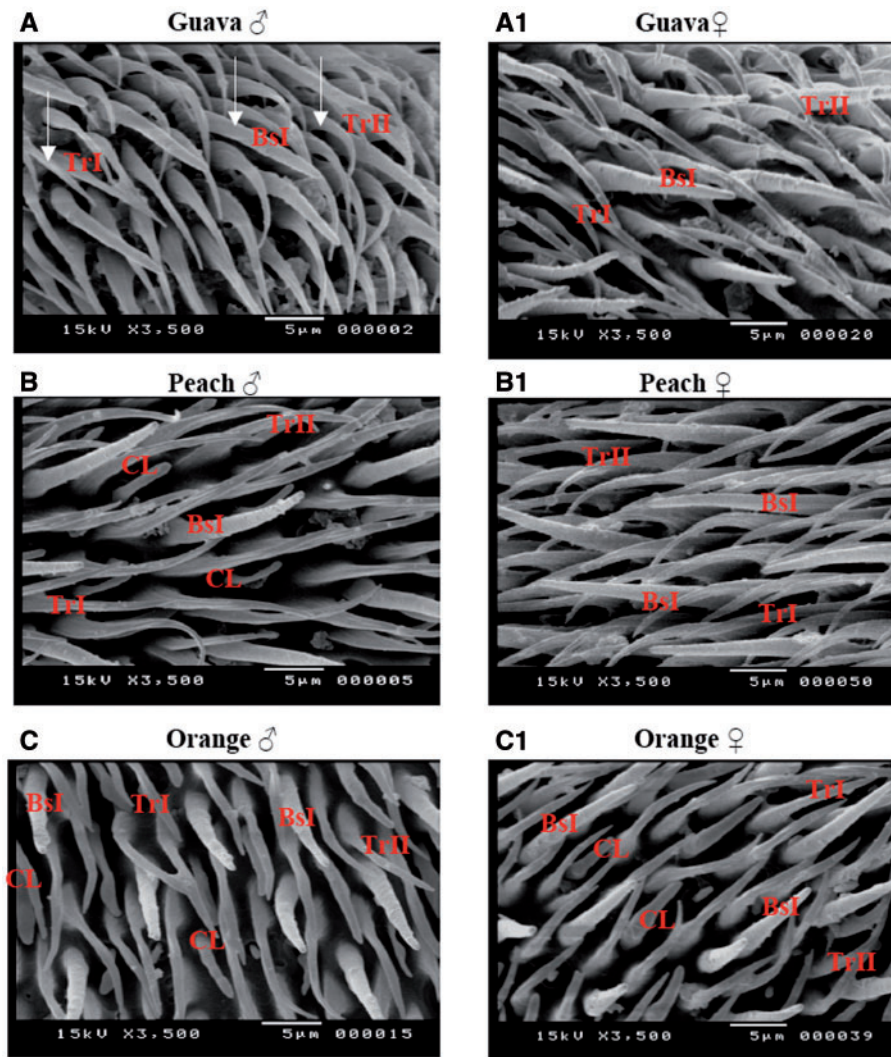 A
Guava ♂
TrI
BsI
TrII
15kV X3,500 5μm 000002
A1
Guava♀
TrII
BsI
TrI
15kV X3,500 5μm 000020
B
Peach ♂
TrII
CL
BsI
CL
TrI
15kV X3,500 5μm 000005
B1
Peach ♀
TrII
BsI
BsI
TrI
15kV X3,500 5μm 000050
C
Orange ♂
BsI
TrI
BsI
TrII
CL
CL
15kV X3,500 5μm 000015
C1
Orange ♀
TrI
BsI
CL
BsI
CL
TrII
15kV X3,500 5μm 000039